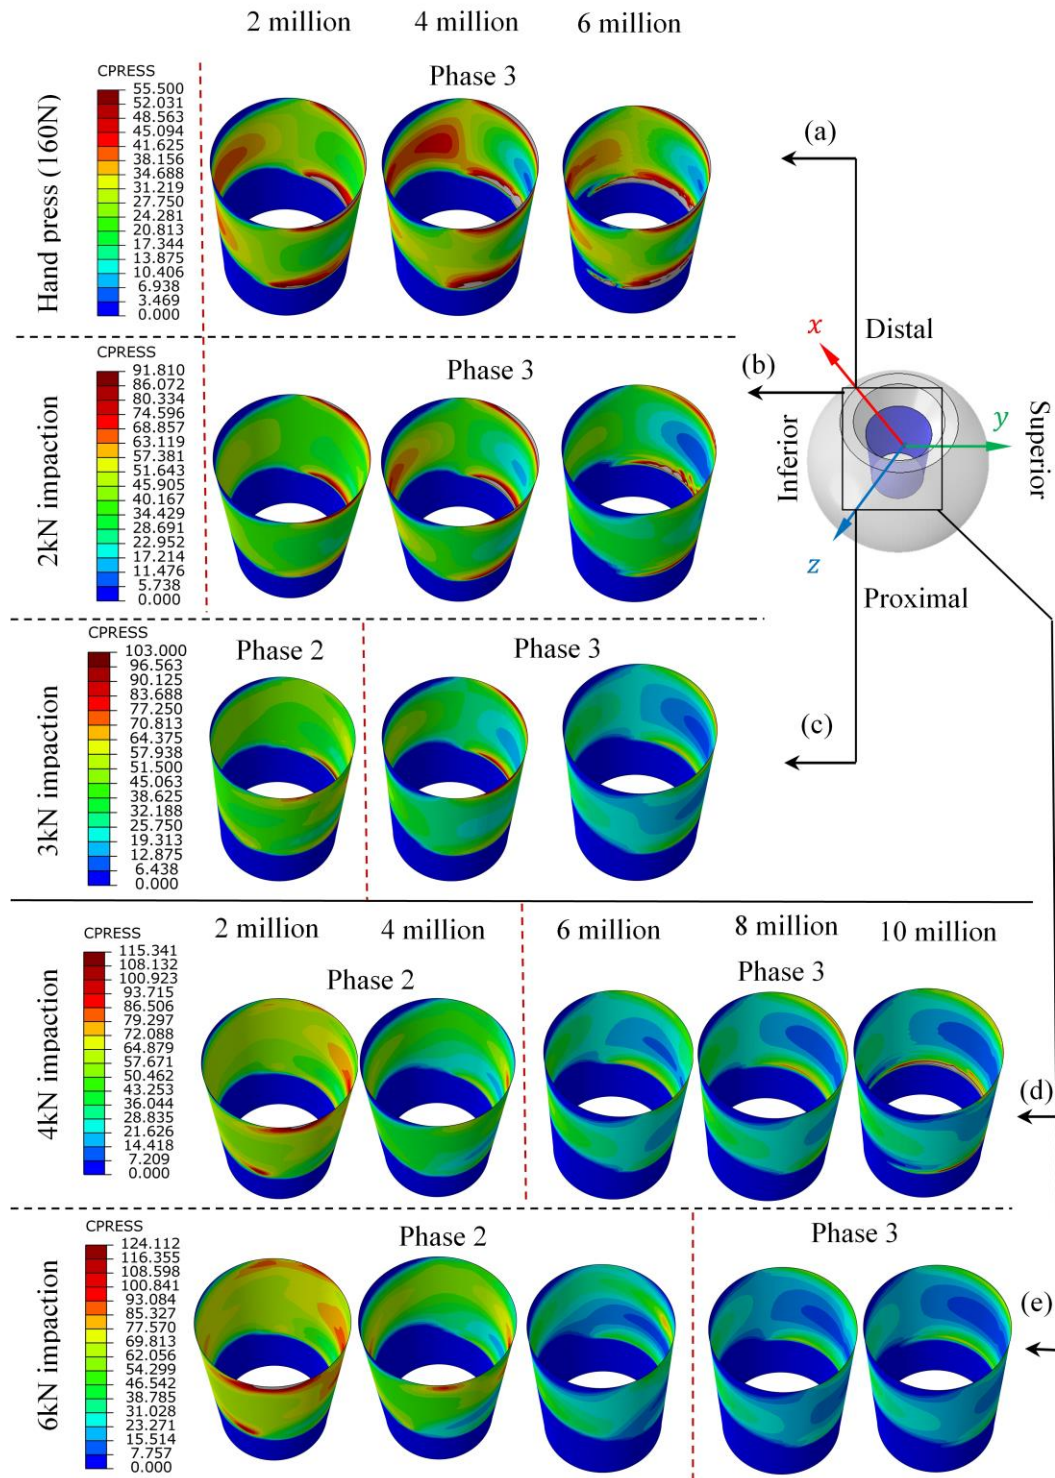 2 million 4 million 6 million
Hand press (160N)
CPRESS
55.500
52.031
48.563
45.094
41.625
38.156
34.688
31.219
27.750
24.281
20.813
17.344
13.875
10.406
6.938
3.469
0.000
Phase 3
(a)
2kN impaction
CPRESS
91.810
86.072
80.334
74.596
68.857
63.119
57.381
51.643
45.905
40.167
34.429
28.691
22.952
17.214
11.476
5.738
0.000
Phase 3
(b)
Distal
x
Inferior
y
Superior
z
Proximal
3kN impaction
CPRESS
103.000
96.563
90.125
83.688
77.250
70.813
64.375
57.938
51.500
45.063
38.625
32.188
25.750
19.313
12.875
6.438
0.000
Phase 2 Phase 3
(c)
2 million 4 million 6 million 8 million 10 million
4kN impaction
CPRESS
115.341
108.132
100.923
93.715
86.506
79.297
72.088
64.879
57.671
50.462
43.253
36.044
28.835
21.626
14.418
7.209
0.000
Phase 2 Phase 3
(d)
6kN impaction
CPRESS
124.112
116.355
108.598
100.841
93.084
85.327
77.570
69.813
62.056
54.299
46.542
38.785
31.028
23.271
15.514
7.757
0.000
Phase 2 Phase 3
(e)